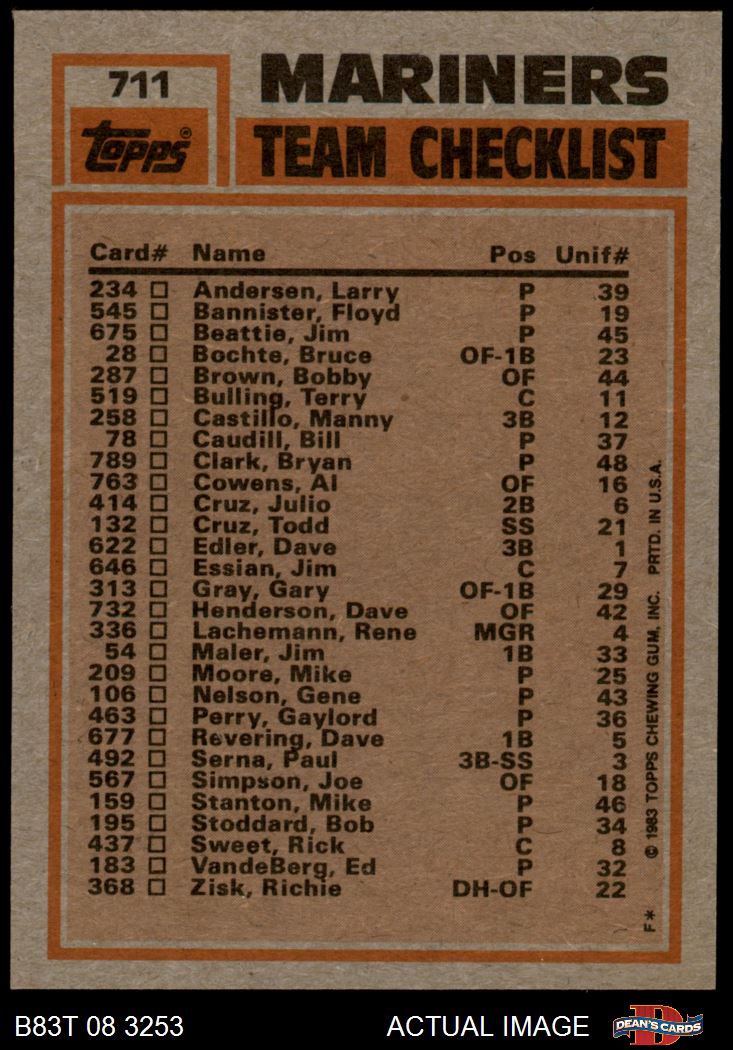 711
MARINERS
topps®
TEAM CHECKLIST
Card# Name Pos Unif#
234 Andersen, Larry P 39
545 Bannister, Floyd P 19
675 Beattie, Jim P 45
28 Bochte, Bruce OF-1B 23
287 Brown, Bobby OF 44
519 Bulling, Terry C 11
258 Castillo, Manny 3B 12
78 Caudill, Bill P 37
789 Clark, Bryan P 48
763 Cowens, Al OF 16
414 Cruz, Julio 2B 6
132 Cruz, Todd SS 21
622 Edler, Dave 3B 1
646 Essian, Jim C 7
313 Gray, Gary OF-1B 29
732 Henderson, Dave OF 42
336 Lachemann, Rene MGR 4
54 Maler, Jim 1B 33
209 Moore, Mike P 25
106 Nelson, Gene P 43
463 Perry, Gaylord P 36
677 Revering, Dave 1B 5
492 Serna, Paul 3B-SS 3
567 Simpson, Joe OF 18
159 Stanton, Mike P 46
195 Stoddard, Bob P 34
437 Sweet, Rick C 8
183 VandeBerg, Ed P 32
368 Zisk, Richie DH-OF 22
F* © 1983 TOPPS CHEWING GUM, INC. PRTD. IN U.S.A.
B83T 08 3253 ACTUAL IMAGE
D
DEAN'S CARDS